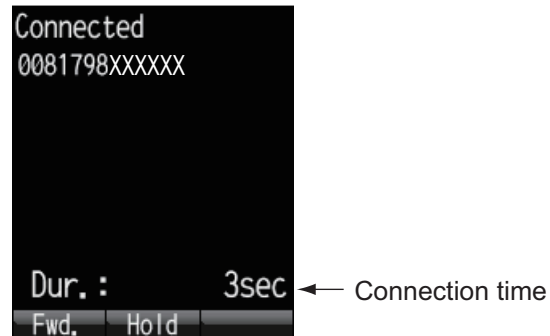 Connected
0081798XXXXXX
Dur.: 3sec
Connection time
Fwd. Hold